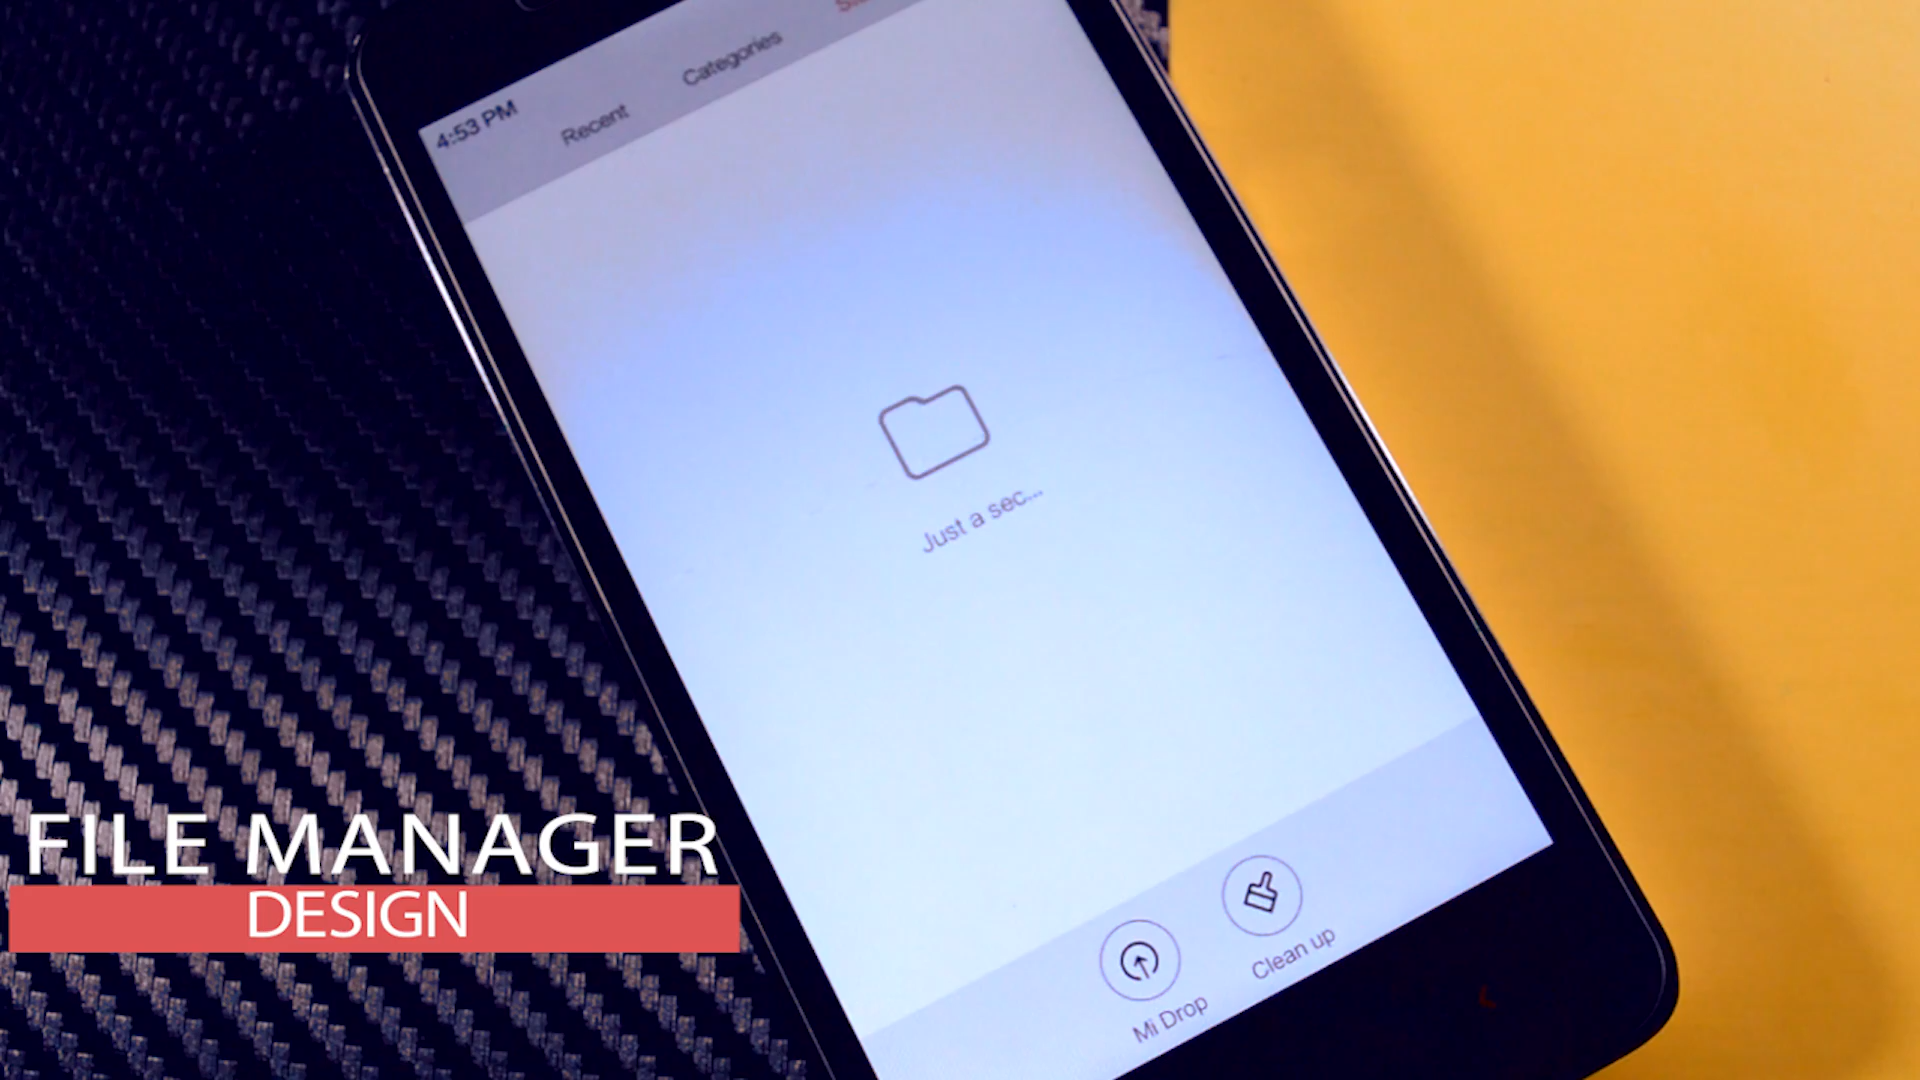 4:53 PM
Recent
Categories
Just a sec...
Mi Drop
Clean up
FILE MANAGER
DESIGN